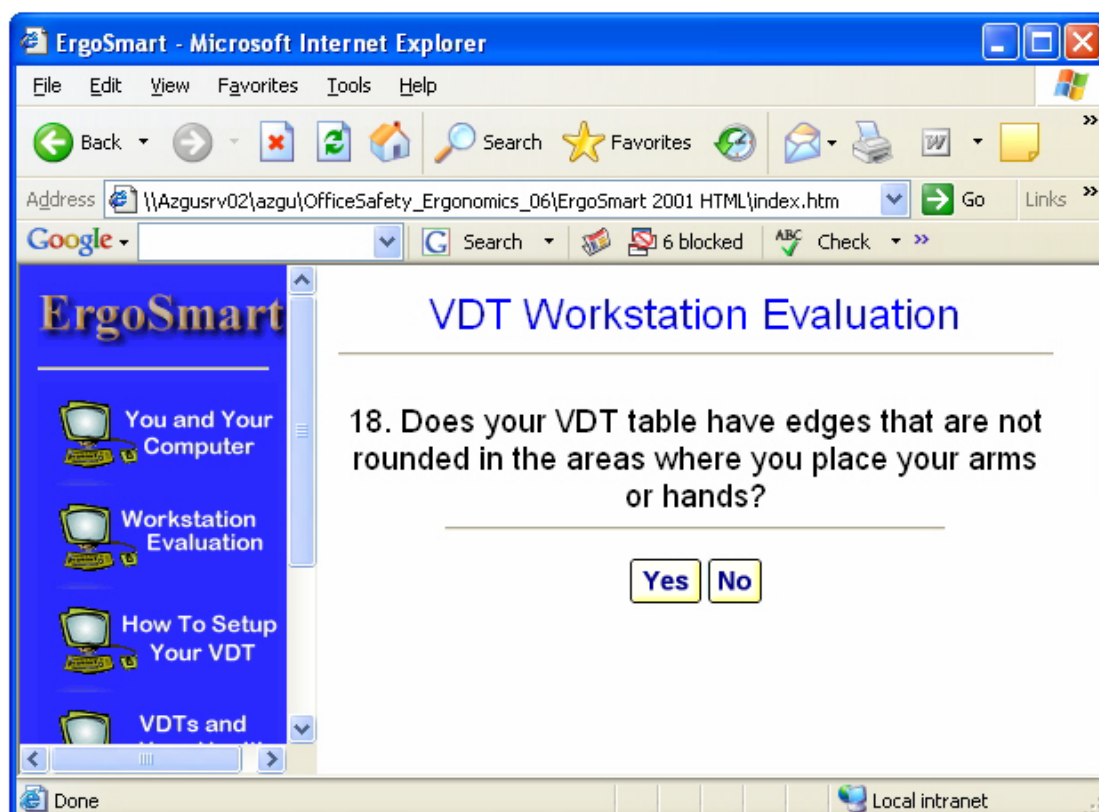 ErgoSmart - Microsoft Internet Explorer
File Edit View Favorites Tools Help
Back Search Favorites W »
Address \\Azgusrv02\azgu\OfficeSafety_Ergonomics_06\ErgoSmart 2001 HTML\index.htm Go Links »
Google G Search 6 blocked ABC Check »
ErgoSmart
You and Your
Computer
Workstation
Evaluation
How To Setup
Your VDT
VDTs and
VDT Workstation Evaluation
18. Does your VDT table have edges that are not
rounded in the areas where you place your arms
or hands?
Yes No
Done Local intranet